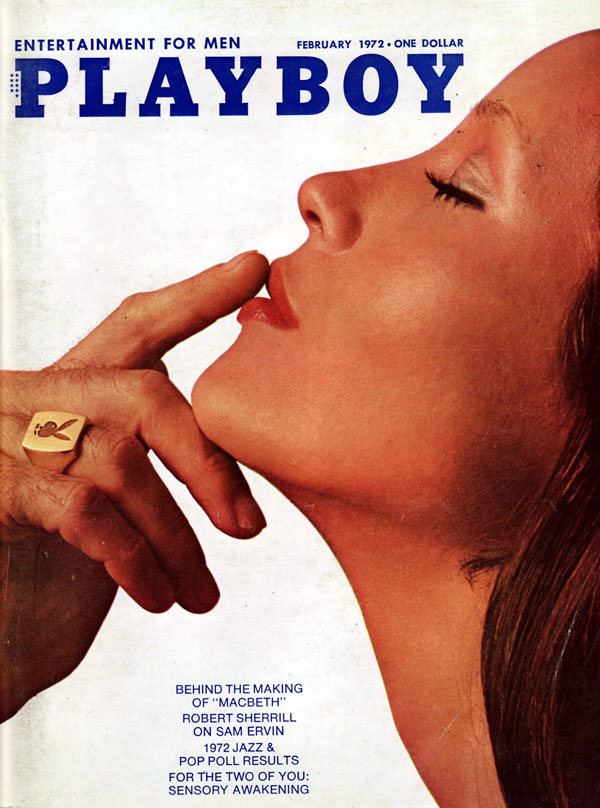 ENTERTAINMENT FOR MEN
FEBRUARY 1972 • ONE DOLLAR
PLAYBOY
BEHIND THE MAKING
OF "MACBETH"
ROBERT SHERRILL
ON SAM ERVIN
1972 JAZZ &
POP POLL RESULTS
FOR THE TWO OF YOU:
SENSORY AWAKENING